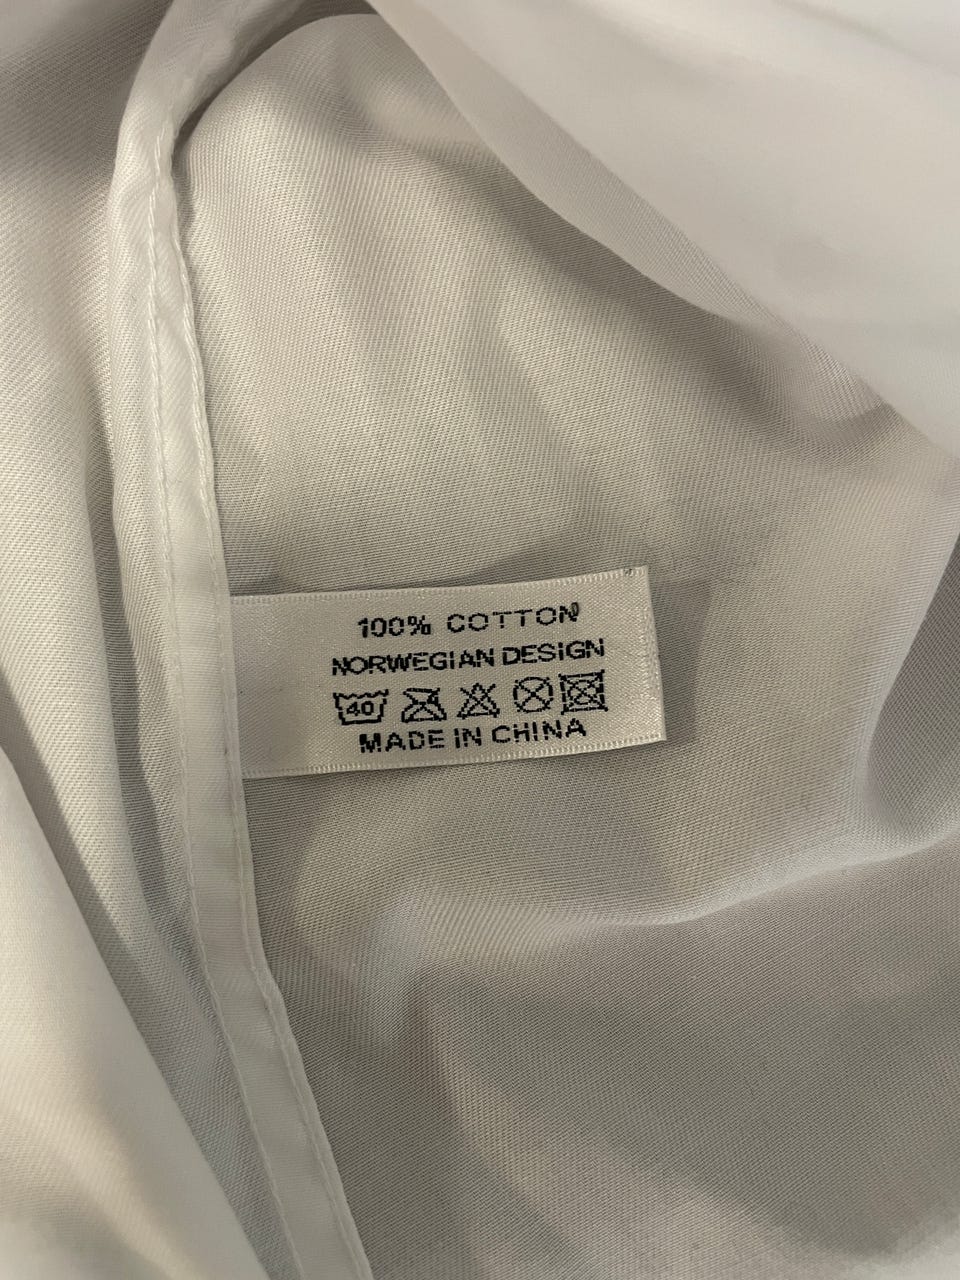 100% COTTON
NORWEGIAN DESIGN
40
MADE IN CHINA